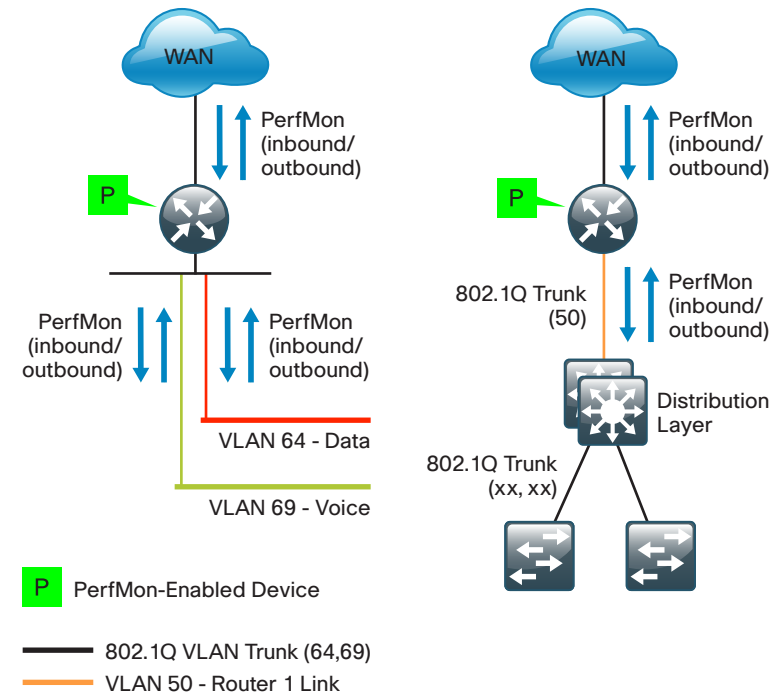 WAN
PerfMon
(inbound/
outbound)
P
PerfMon
(inbound/
outbound)
PerfMon
(inbound/
outbound)
VLAN 64 - Data
VLAN 69 - Voice
WAN
PerfMon
(inbound/
outbound)
P
802.1Q Trunk
(50)
PerfMon
(inbound/
outbound)
Distribution
Layer
802.1Q Trunk
(xx, xx)
P
PerfMon-Enabled Device
802.1Q VLAN Trunk (64,69)
VLAN 50 - Router 1 Link